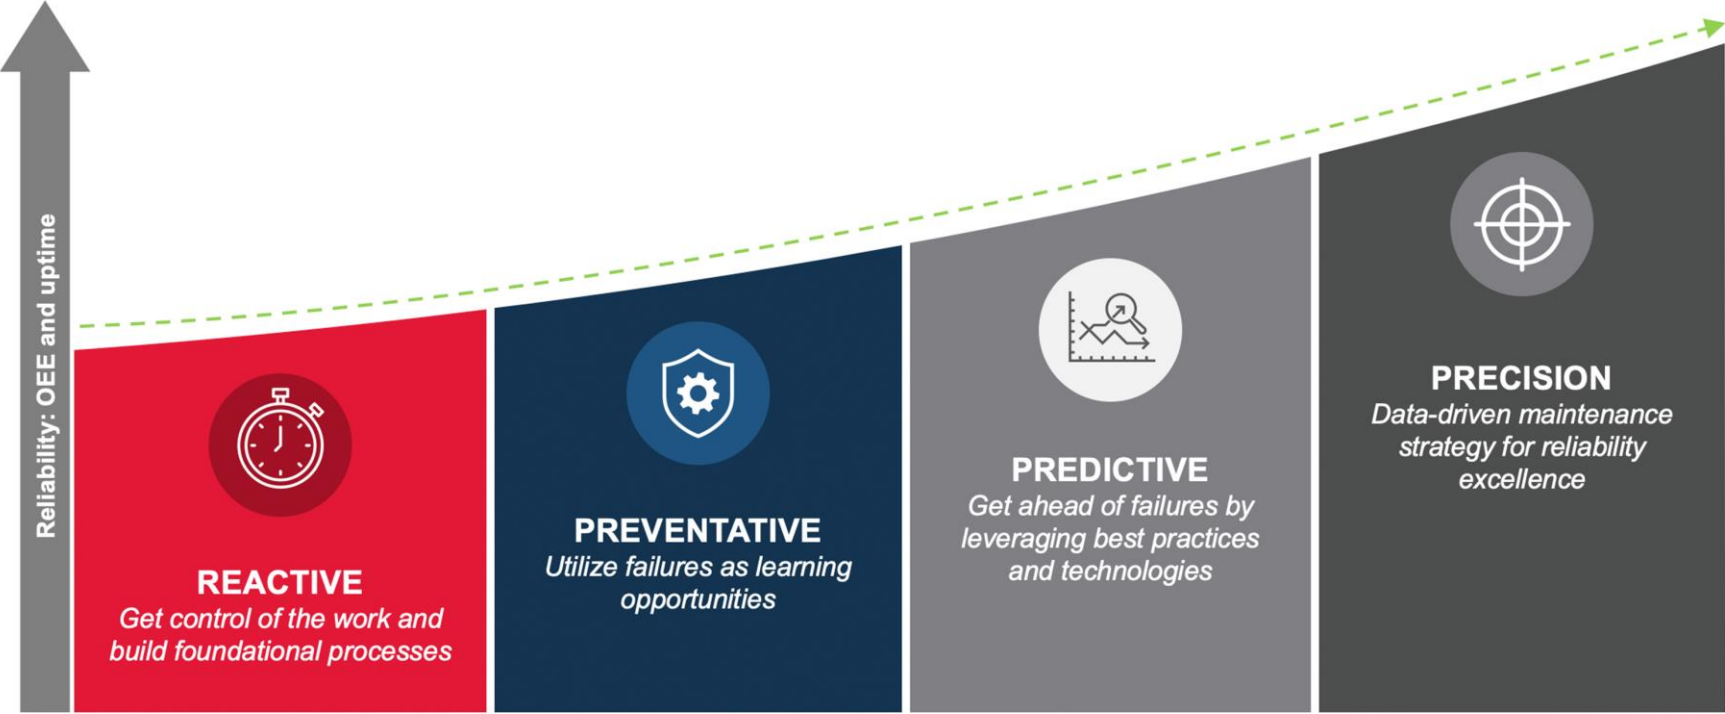 Reliability: OEE and uptime
REACTIVE
Get control of the work and
build foundational processes
PREVENTATIVE
Utilize failures as learning
opportunities
PREDICTIVE
Get ahead of failures by
leveraging best practices
and technologies
PRECISION
Data-driven maintenance
strategy for reliability
excellence